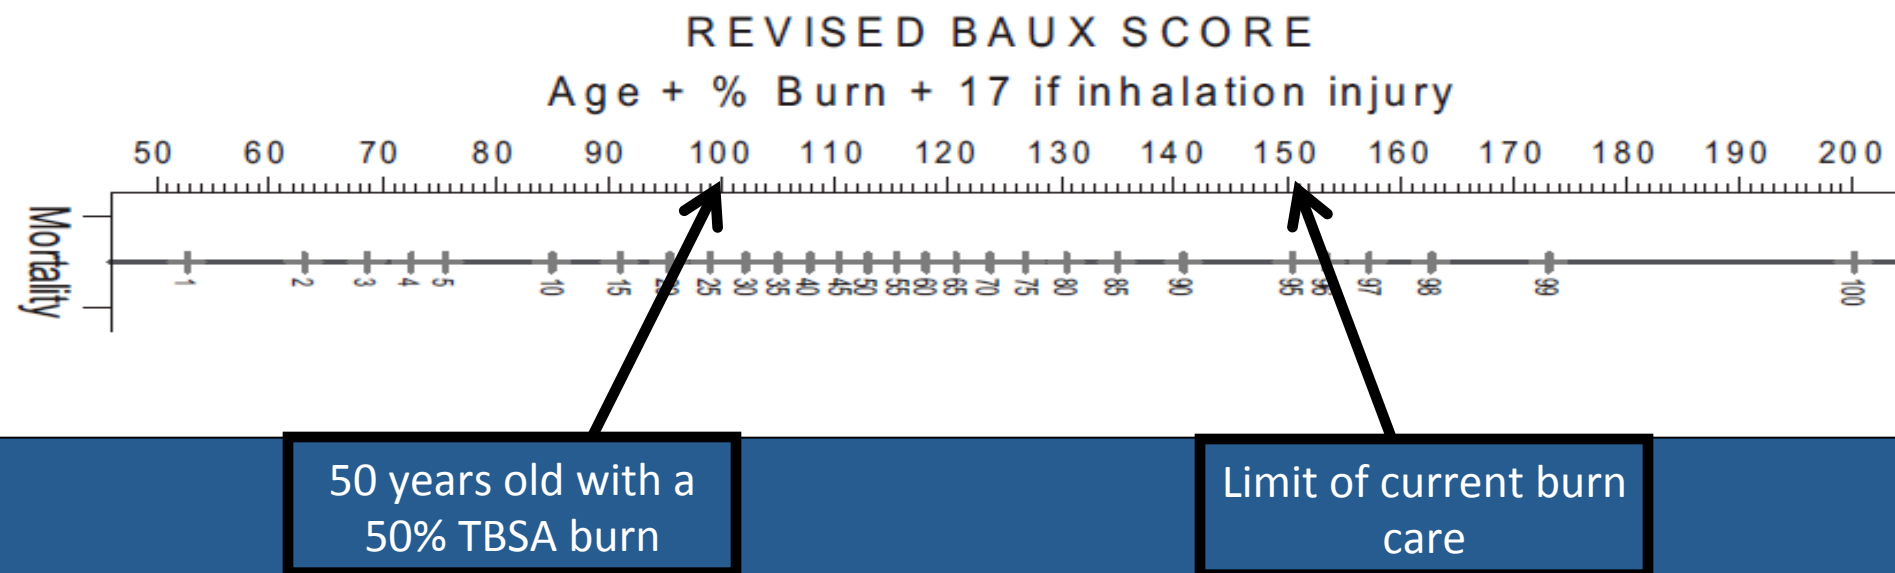 REVISED BAUX SCORE
Age + % Burn + 17 if inhalation injury
50 60 70 80 90 100 110 120 130 140 150 160 170 180 190 200
Mortality
1 2 3 4 5 10 15 25 30 35 40 45 50 55 60 65 70 75 80 85 90 95 97 98 99 100
50 years old with a
50% TBSA burn
Limit of current burn
care